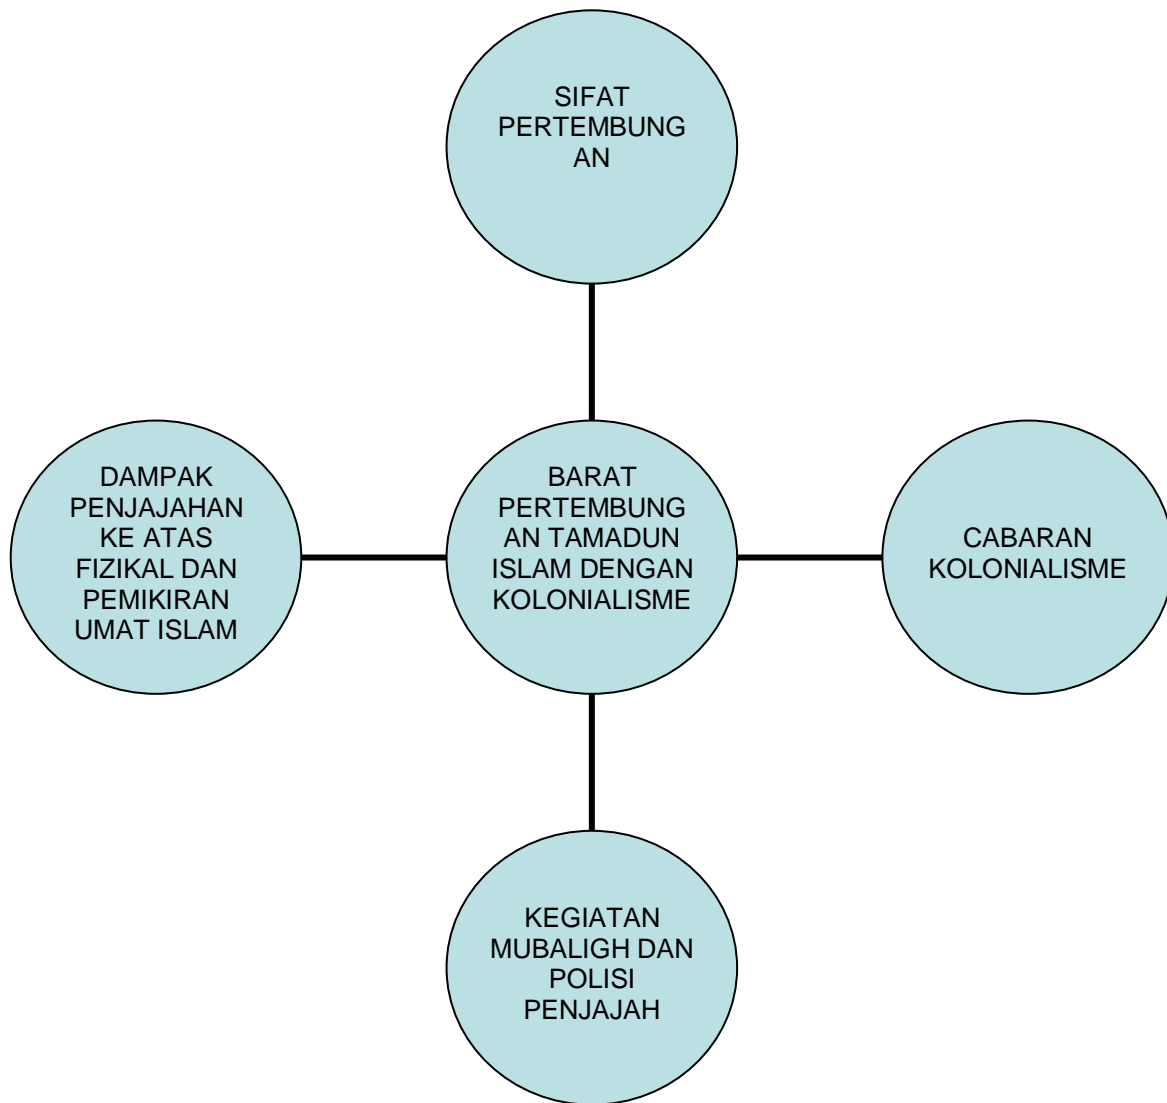 SIFAT
PERTEMBUNG
AN
DAMPAK
PENJAJAHAN
KE ATAS
FIZIKAL DAN
PEMIKIRAN
UMAT ISLAM
BARAT
PERTEMBUNG
AN TAMADUN
ISLAM DENGAN
KOLONIALISME
CABARAN
KOLONIALISME
KEGIATAN
MUBALIGH DAN
POLISI
PENJAJAH